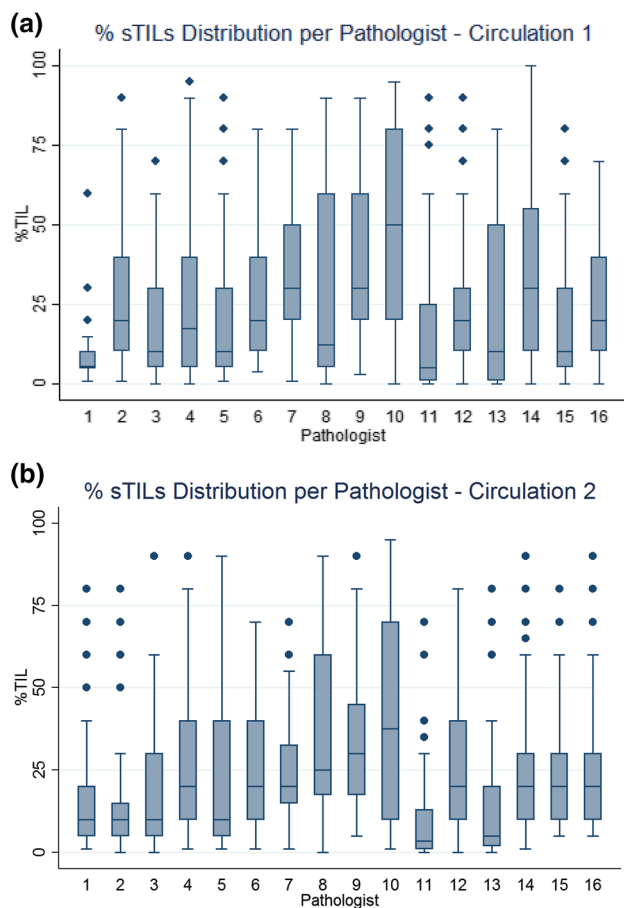 (a)
% sTILs Distribution per Pathologist - Circulation 1
100
75
50
25
0
%TIL
1 2 3 4 5 6 7 8 9 10 11 12 13 14 15 16
Pathologist
(b)
% sTILs Distribution per Pathologist - Circulation 2
100
75
50
25
0
%TIL
1 2 3 4 5 6 7 8 9 10 11 12 13 14 15 16
Pathologist